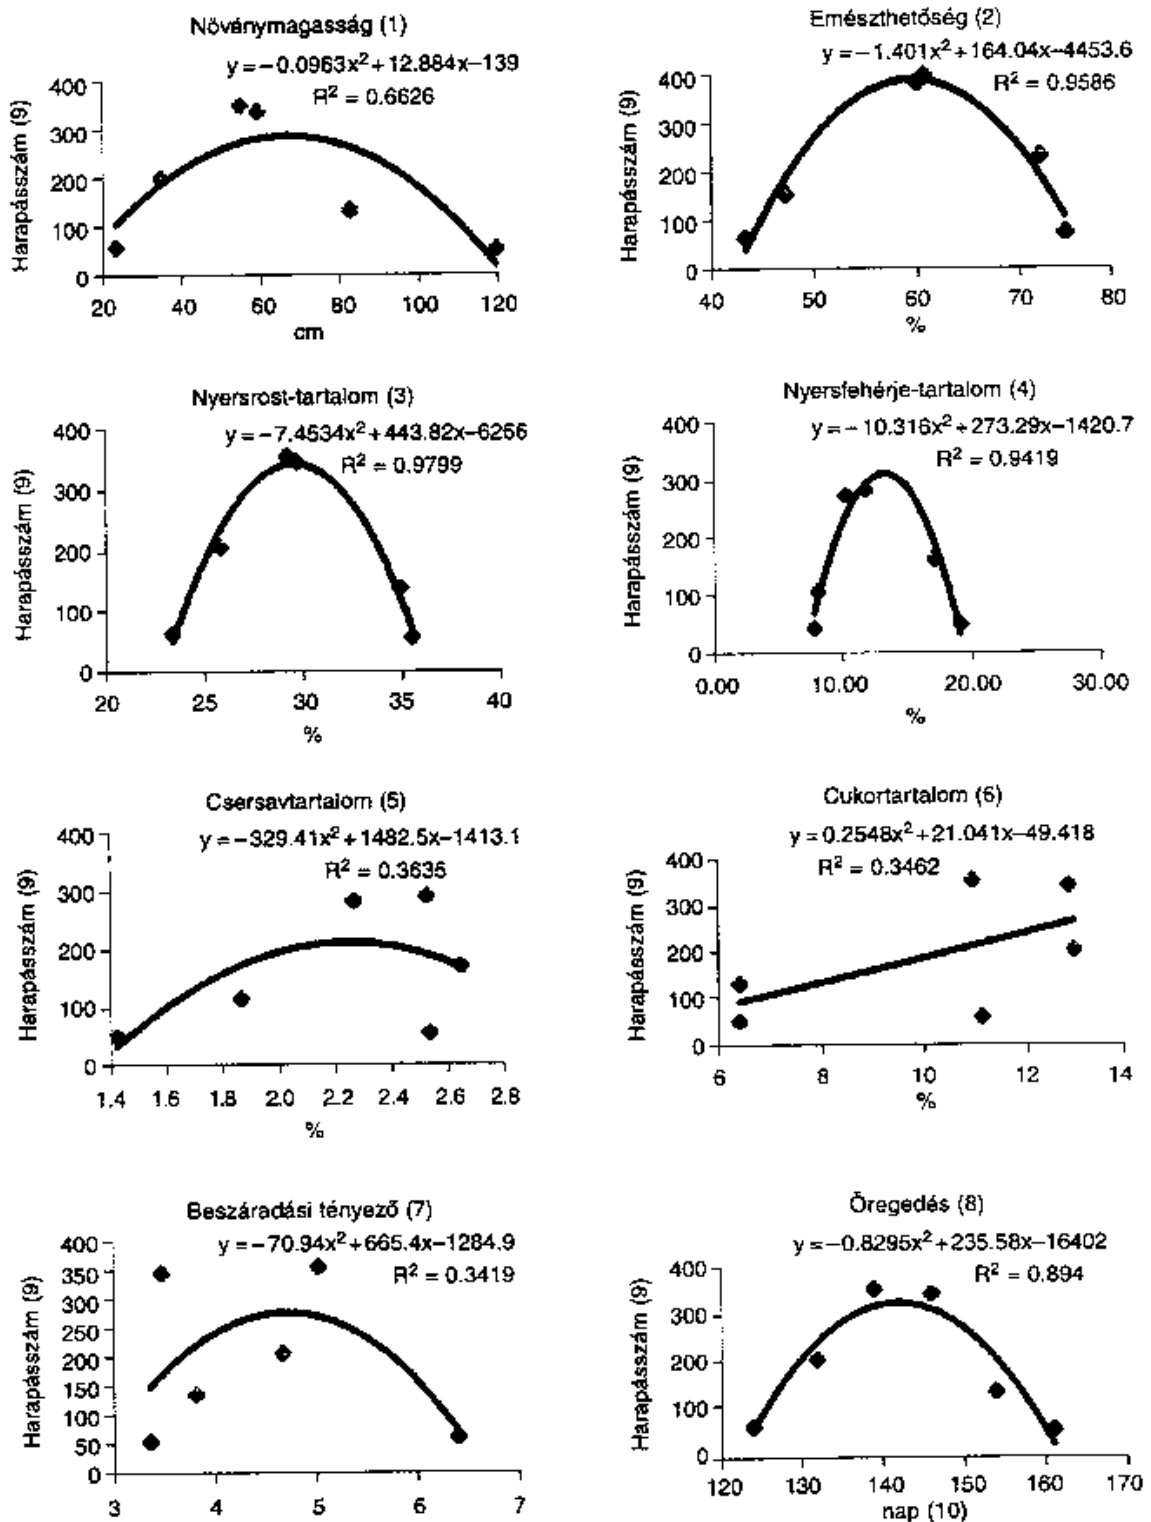 Növénymagasság (1)
y=−0.0963x²+12.884x−139
R² = 0.6626
Harapásszám (9)
400
300
200
100
0
20 40 60 80 100 120
cm
Emészthetőség (2)
y=−1.401x²+164.04x−4453.6
R² = 0.9586
Harapásszám (9)
400
300
200
100
0
40 50 60 70 80
%
Nyersrost-tartalom (3)
y=−7.4534x²+443.82x−6256
R² = 0.9799
Harapásszám (9)
400
300
200
100
0
20 25 30 35 40
%
Nyersfehérje-tartalom (4)
y=−10.316x²+273.29x−1420.7
R² = 0.9419
Harapásszám (9)
400
300
200
100
0
0.00 10.00 20.00 30.00
%
Csersavtartalom (5)
y=−329.41x²+1482.5x−1413.1
R² = 0.3635
Harapásszám (9)
400
300
200
100
0
1.4 1.6 1.8 2.0 2.2 2.4 2.6 2.8
%
Cukortartalom (6)
y=0.2548x²+21.041x−49.418
R² = 0.3462
Harapásszám (9)
400
300
200
100
0
6 8 10 12 14
%
Beszáradási tényező (7)
y=−70.94x²+665.4x−1284.9
R² = 0.3419
Harapásszám (9)
400
350
300
250
200
150
100
50
0
3 4 5 6 7
Öregedés (8)
y=−0.8295x²+235.58x−16402
R² = 0.894
Harapásszám (9)
400
300
200
100
0
120 130 140 150 160 170
nap (10)